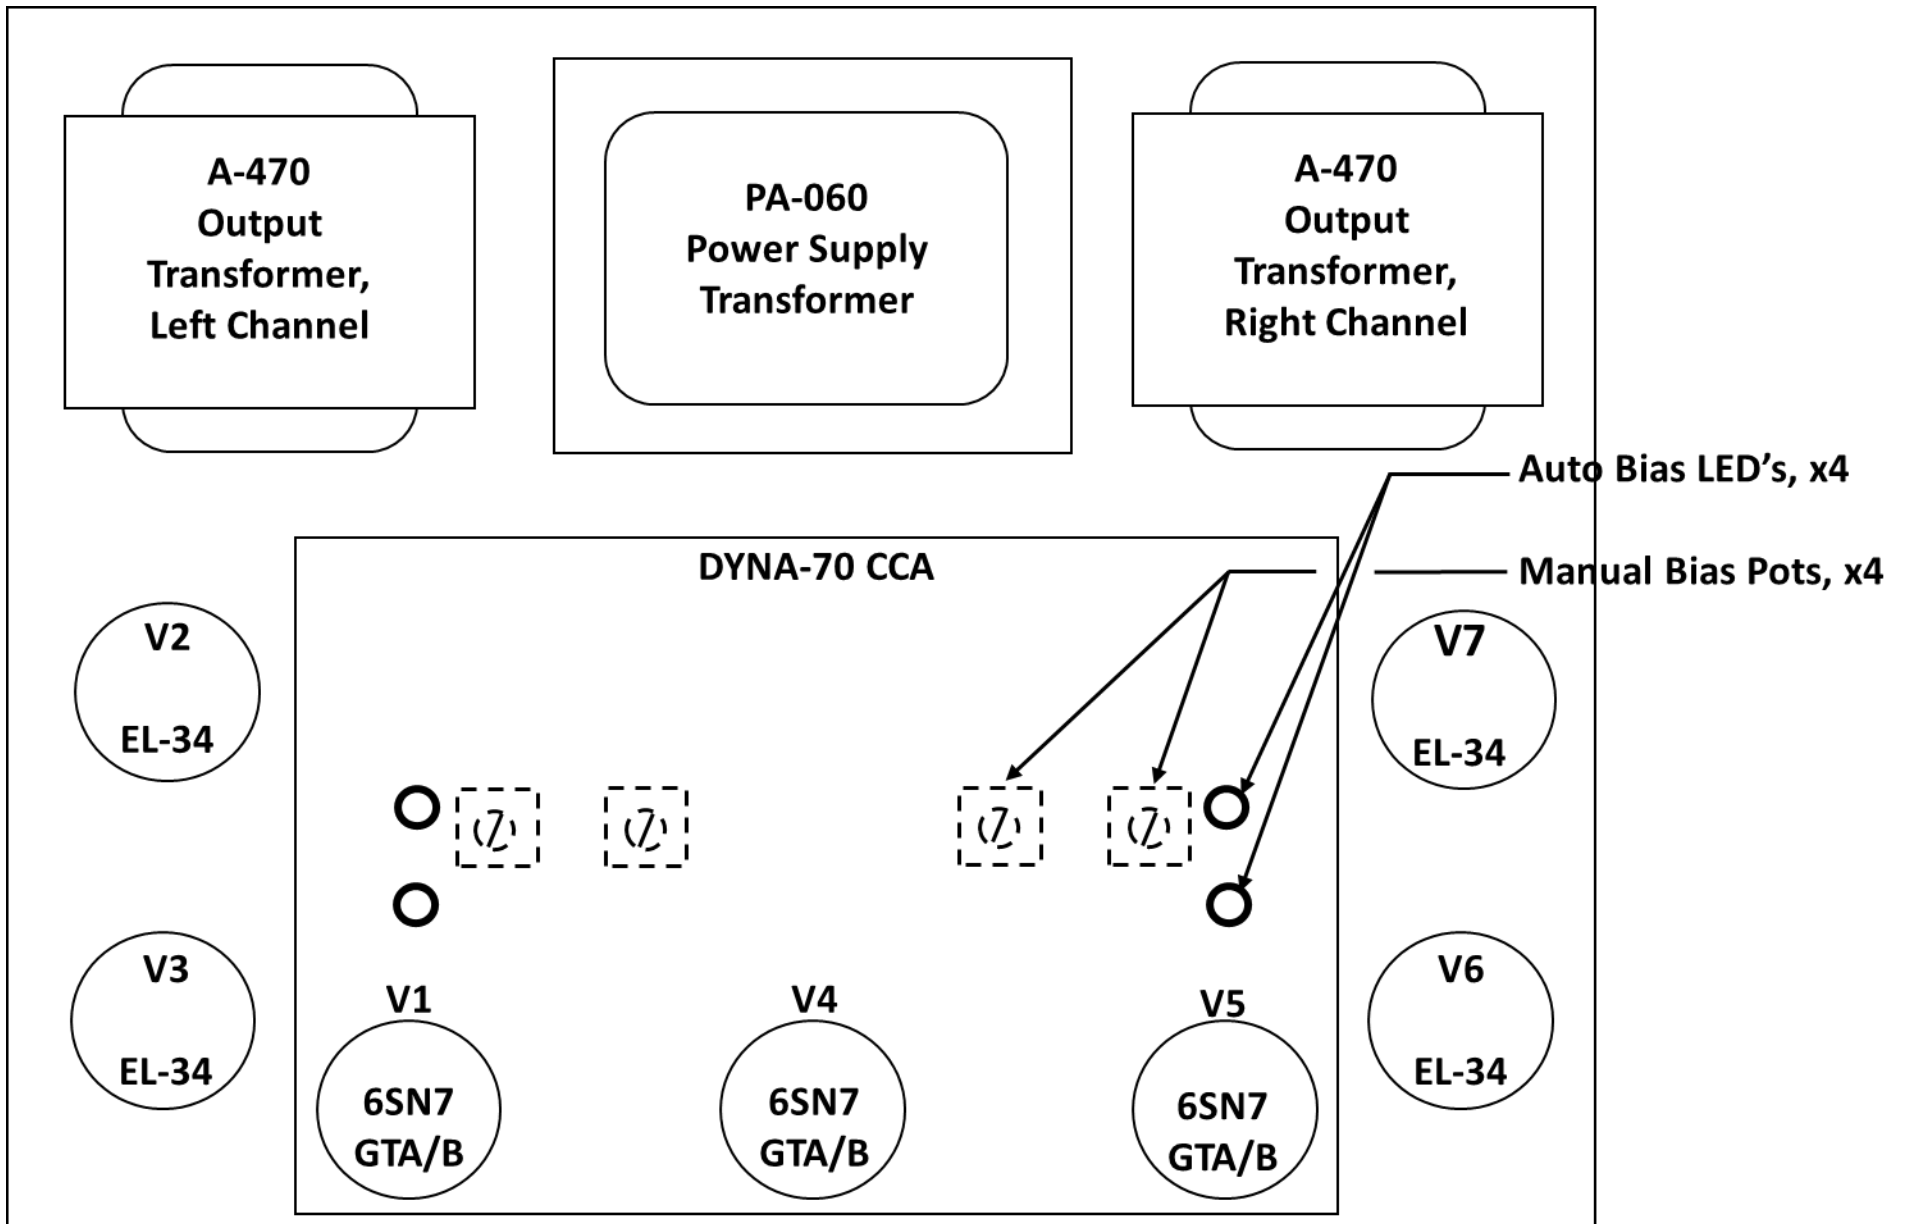 A-470
Output
Transformer,
Left Channel
PA-060
Power Supply
Transformer
A-470
Output
Transformer,
Right Channel
Auto Bias LED’s, x4
DYNA-70 CCA
Manual Bias Pots, x4
V2
EL-34
V7
EL-34
V3
EL-34
V6
EL-34
V1
6SN7
GTA/B
V4
6SN7
GTA/B
V5
6SN7
GTA/B